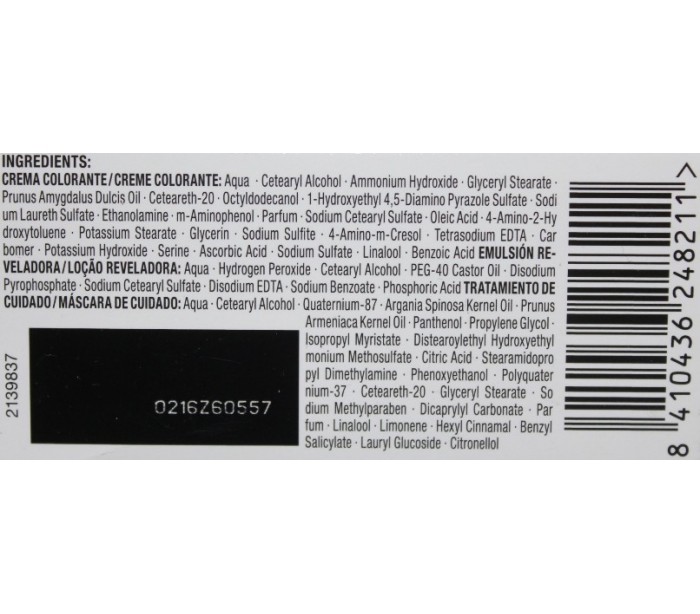 INGREDIENTS:
CREMA COLORANTE/CREME COLORANTE: Aqua · Cetearyl Alcohol · Ammonium Hydroxide · Glyceryl Stearate ·
Prunus Amygdalus Dulcis Oil · Ceteareth-20 · Octyldodecanol · 1-Hydroxyethyl 4,5-Diamino Pyrazole Sulfate · Sodi
um Laureth Sulfate · Ethanolamine · m-Aminophenol · Parfum · Sodium Cetearyl Sulfate · Oleic Acid · 4-Amino-2-Hy
droxytoluene · Potassium Stearate · Glycerin · Sodium Sulfite · 4-Amino-m-Cresol · Tetrasodium EDTA · Car
bomer · Potassium Hydroxide · Serine · Ascorbic Acid · Sodium Sulfate · Linalool · Benzoic Acid EMULSIÓN RE-
VELADORA/LOÇÃO REVELADORA: Aqua · Hydrogen Peroxide · Cetearyl Alcohol · PEG-40 Castor Oil · Disodium
Pyrophosphate · Sodium Cetearyl Sulfate · Disodium EDTA · Sodium Benzoate · Phosphoric Acid TRATAMIENTO DE
CUIDADO/MÁSCARA DE CUIDADO: Aqua · Cetearyl Alcohol · Quaternium-87 · Argania Spinosa Kernel Oil · Prunus
Armeniaca Kernel Oil · Panthenol · Propylene Glycol ·
Isopropyl Myristate · Distearoylethyl Hydroxyethyl
monium Methosulfate · Citric Acid · Stearamidopro
pyl Dimethylamine · Phenoxyethanol · Polyquater
nium-37 · Ceteareth-20 · Glyceryl Stearate · So
dium Methylparaben · Dicaprylyl Carbonate · Par
fum · Linalool · Limonene · Hexyl Cinnamal · Benzyl
Salicylate · Lauryl Glucoside · Citronellol
2139837
0216Z60557
8 410436 248211 >